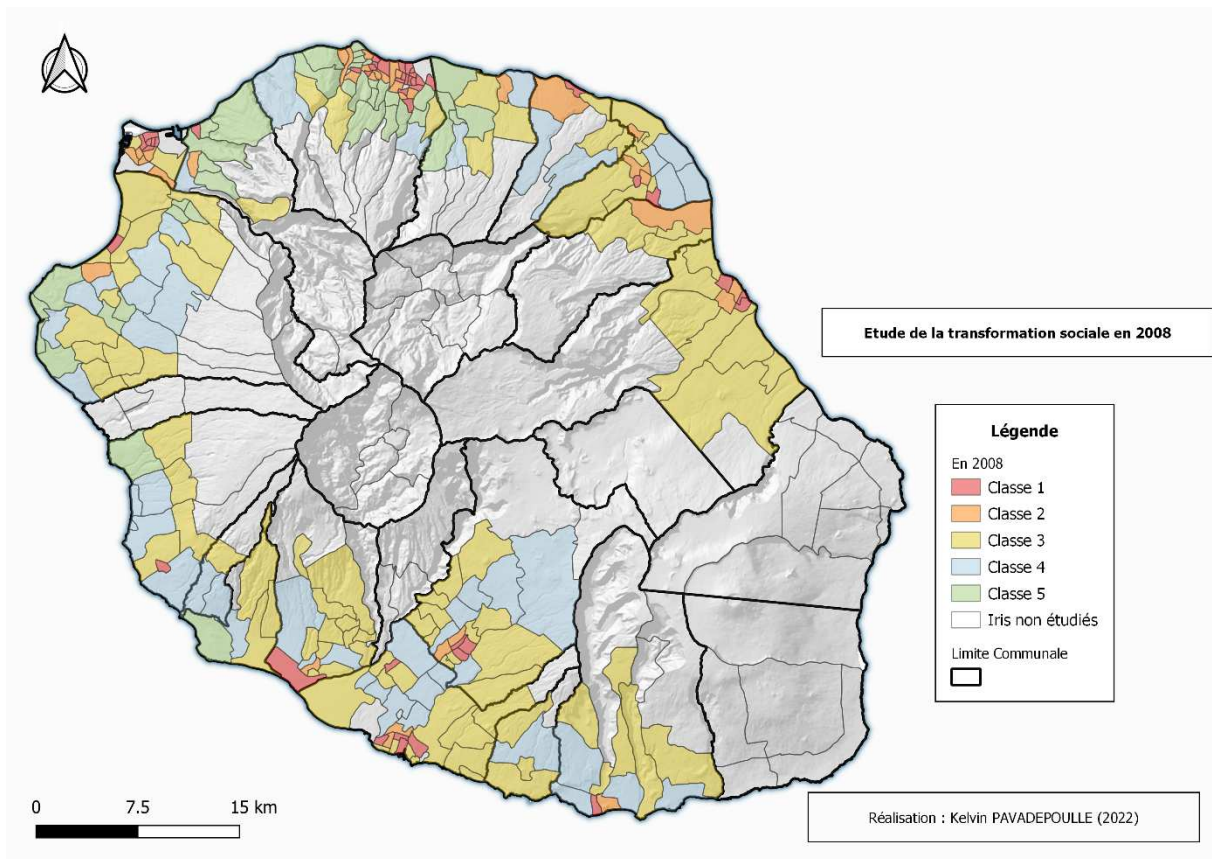 Etude de la transformation sociale en 2008
Légende
En 2008
Classe 1
Classe 2
Classe 3
Classe 4
Classe 5
Iris non étudiés
Limite Communale
0 7.5 15 km
Réalisation : Kelvin PAVADEPOULLE (2022)